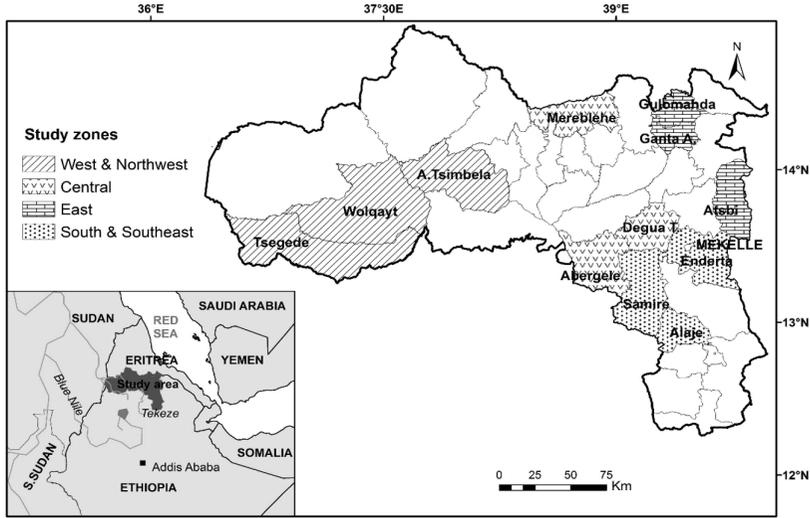 36°E
37°30'E
39°E
N
Gulomahda
Mereblehe
Ganta A.
Study zones
West & Northwest
Central
East
South & Southeast
14°N
A.Tsimbela
Wolqayt
Tsegede
Atsbi
Degua T.
MEKELLE
Enderta
Abergele
Samire
Alaje
13°N
12°N
SUDAN
RED
SEA
SAUDI ARABIA
ERITREA
YEMEN
Study area
Blue Nile
Tekeze
S.SUDAN
Addis Ababa
SOMALIA
ETHIOPIA
0 25 50 75
Km